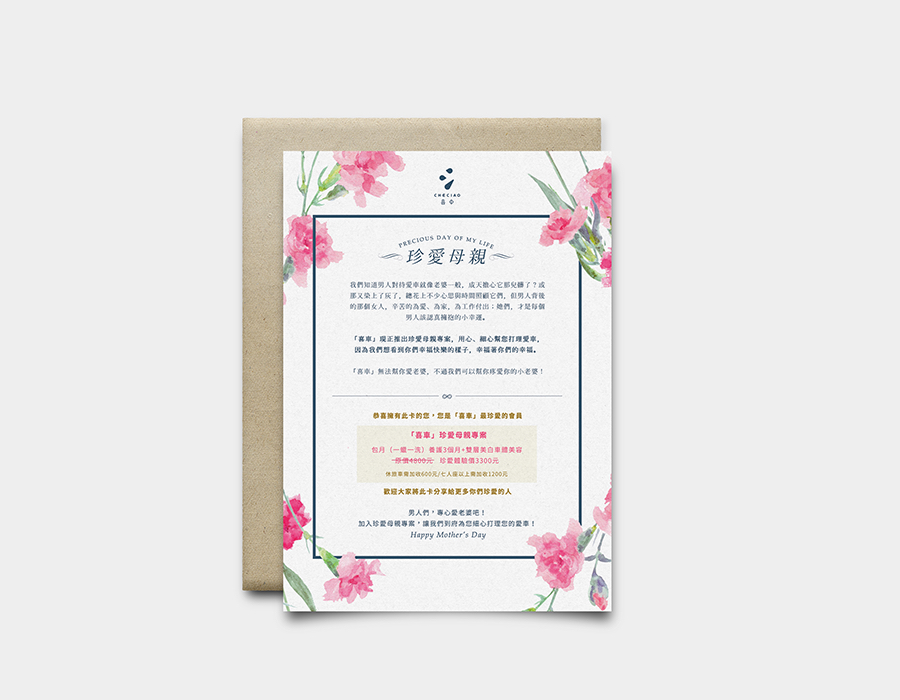 CHECIAO
喜車
PRECIOUS DAY OF MY LIFE
珍愛母親
我們知道男人對待愛車就像老婆一般，成天擔心它那兒髒了？或
那又染上了灰了，總花上不少心思與時間照顧它們，但男人背後
的那個女人，辛苦的為愛、為家，為工作付出；她們，才是每個
男人該認真擁抱的小幸運。
「喜車」現正推出珍愛母親專案，用心、細心幫您打理愛車，
因為我們想看到你們幸福快樂的樣子，幸福著你們的幸福。
「喜車」無法幫你愛老婆，不過我們可以幫你疼愛你的小老婆！
恭喜擁有此卡的您，您是「喜車」最珍愛的會員
「喜車」珍愛母親專案
包月（一蠟一洗）養護3個月+雙層美白車體美容
原價4800元 珍愛體驗價3300元
休旅車需加收600元/七人座以上需加收1200元
歡迎大家將此卡分享給更多你們珍愛的人
男人們，專心愛老婆吧！
加入珍愛母親專案，讓我們到府為您細心打理您的愛車！
Happy Mother's Day